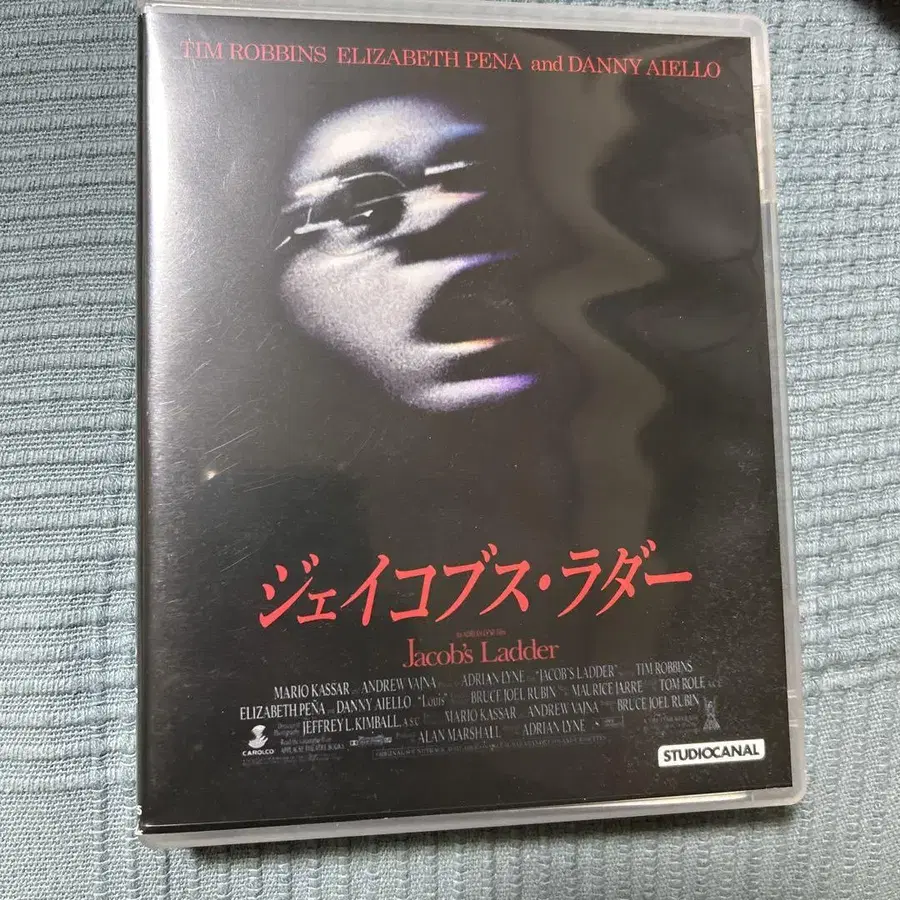 TIM ROBBINS ELIZABETH PENA and DANNY AIELLO
ジェイコブス・ラダー
Jacob's Ladder
MARIO KASSAR ANDREW VAJNA ADRIAN LYNE "JACOB'S LADDER" TIM ROBBINS
ELIZABETH PEÑA DANNY AIELLO "Louis" BRUCE JOEL RUBIN MAURICE JARRE TOM ROLF
JEFFREY L. KIMBALL, A.S.C. MARIO KASSAR ANDREW VAJNA BRUCE JOEL RUBIN
ALAN MARSHALL ADRIAN LYNE
CAROLCO
STUDIOCANAL